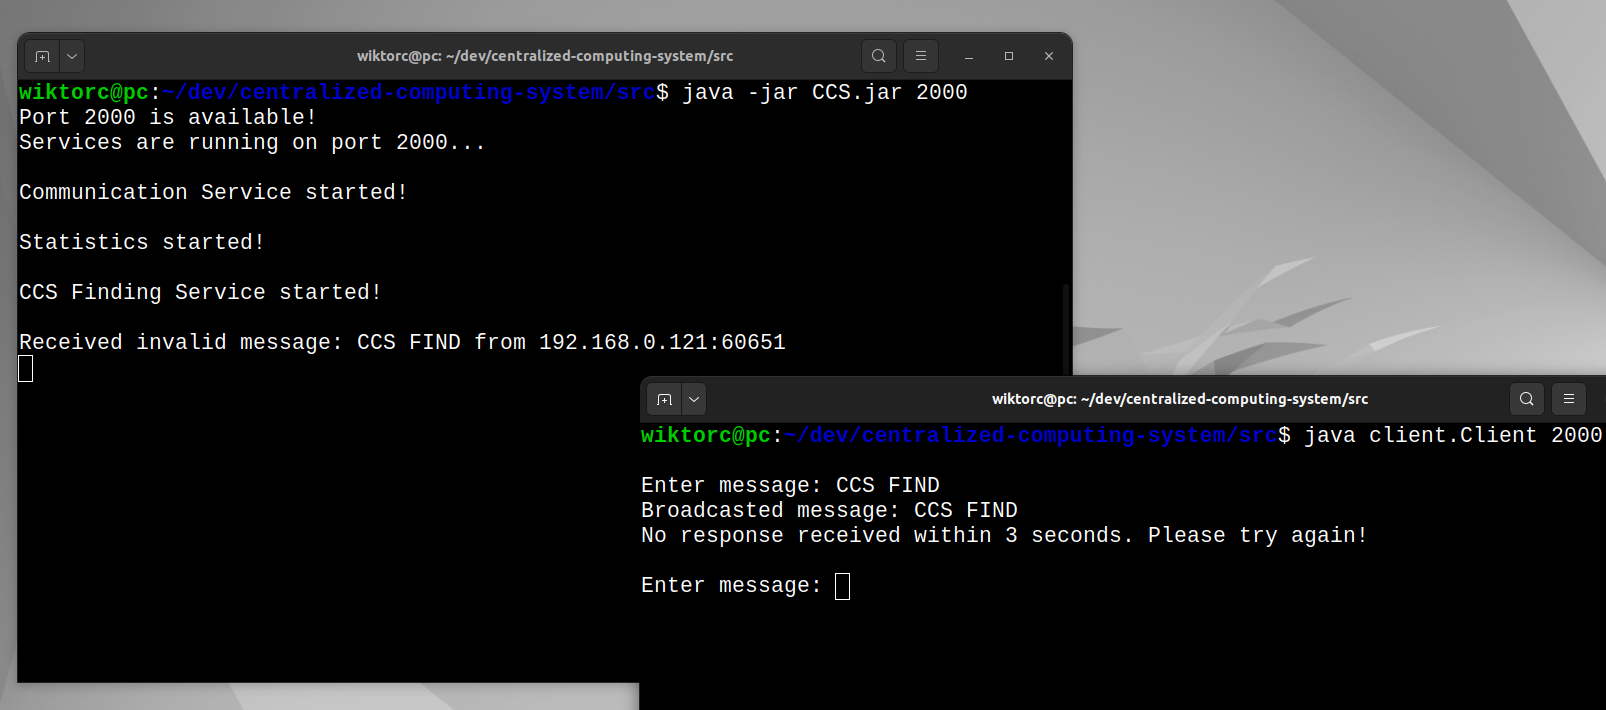 wiktorc@pc: ~/dev/centralized-computing-system/src
wiktorc@pc:~/dev/centralized-computing-system/src$ java -jar CCS.jar 2000
Port 2000 is available!
Services are running on port 2000...
Communication Service started!
Statistics started!
CCS Finding Service started!
Received invalid message: CCS FIND from 192.168.0.121:60651
wiktorc@pc: ~/dev/centralized-computing-system/src
wiktorc@pc:~/dev/centralized-computing-system/src$ java client.Client 2000
Enter message: CCS FIND
Broadcasted message: CCS FIND
No response received within 3 seconds. Please try again!
Enter message: